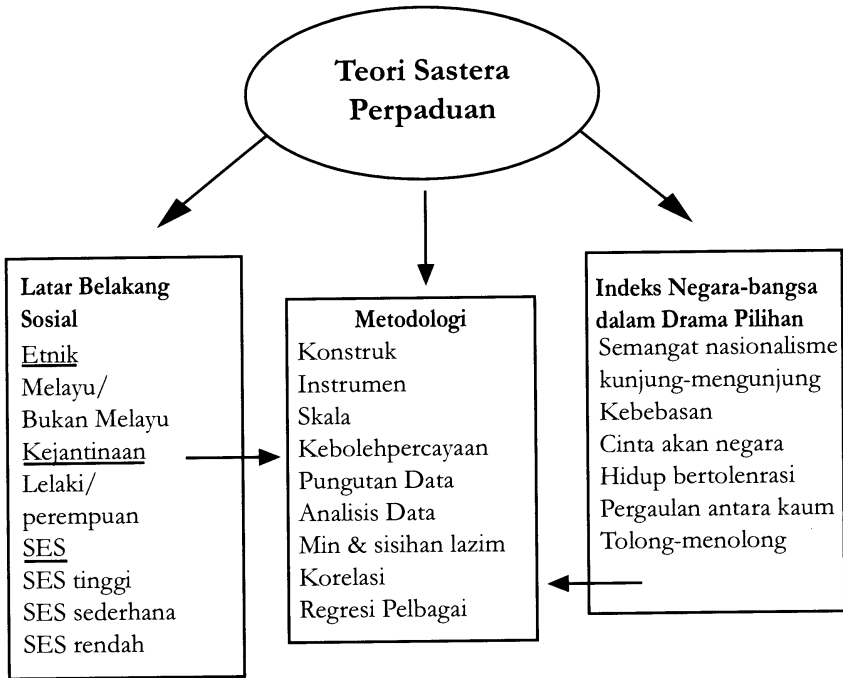 Teori Sastera
Perpaduan
Latar Belakang
Sosial
Etnik
Melayu/
Bukan Melayu
Kejantinaan
Lelaki/
perempuan
SES
SES tinggi
SES sederhana
SES rendah
Metodologi
Konstruk
Instrumen
Skala
Kebolehpercayaan
Pungutan Data
Analisis Data
Min & sisihan lazim
Korelasi
Regresi Pelbagai
Indeks Negara-bangsa
dalam Drama Pilihan
Semangat nasionalisme
kunjung-mengunjung
Kebebasan
Cinta akan negara
Hidup bertolenrasi
Pergaulan antara kaum
Tolong-menolong